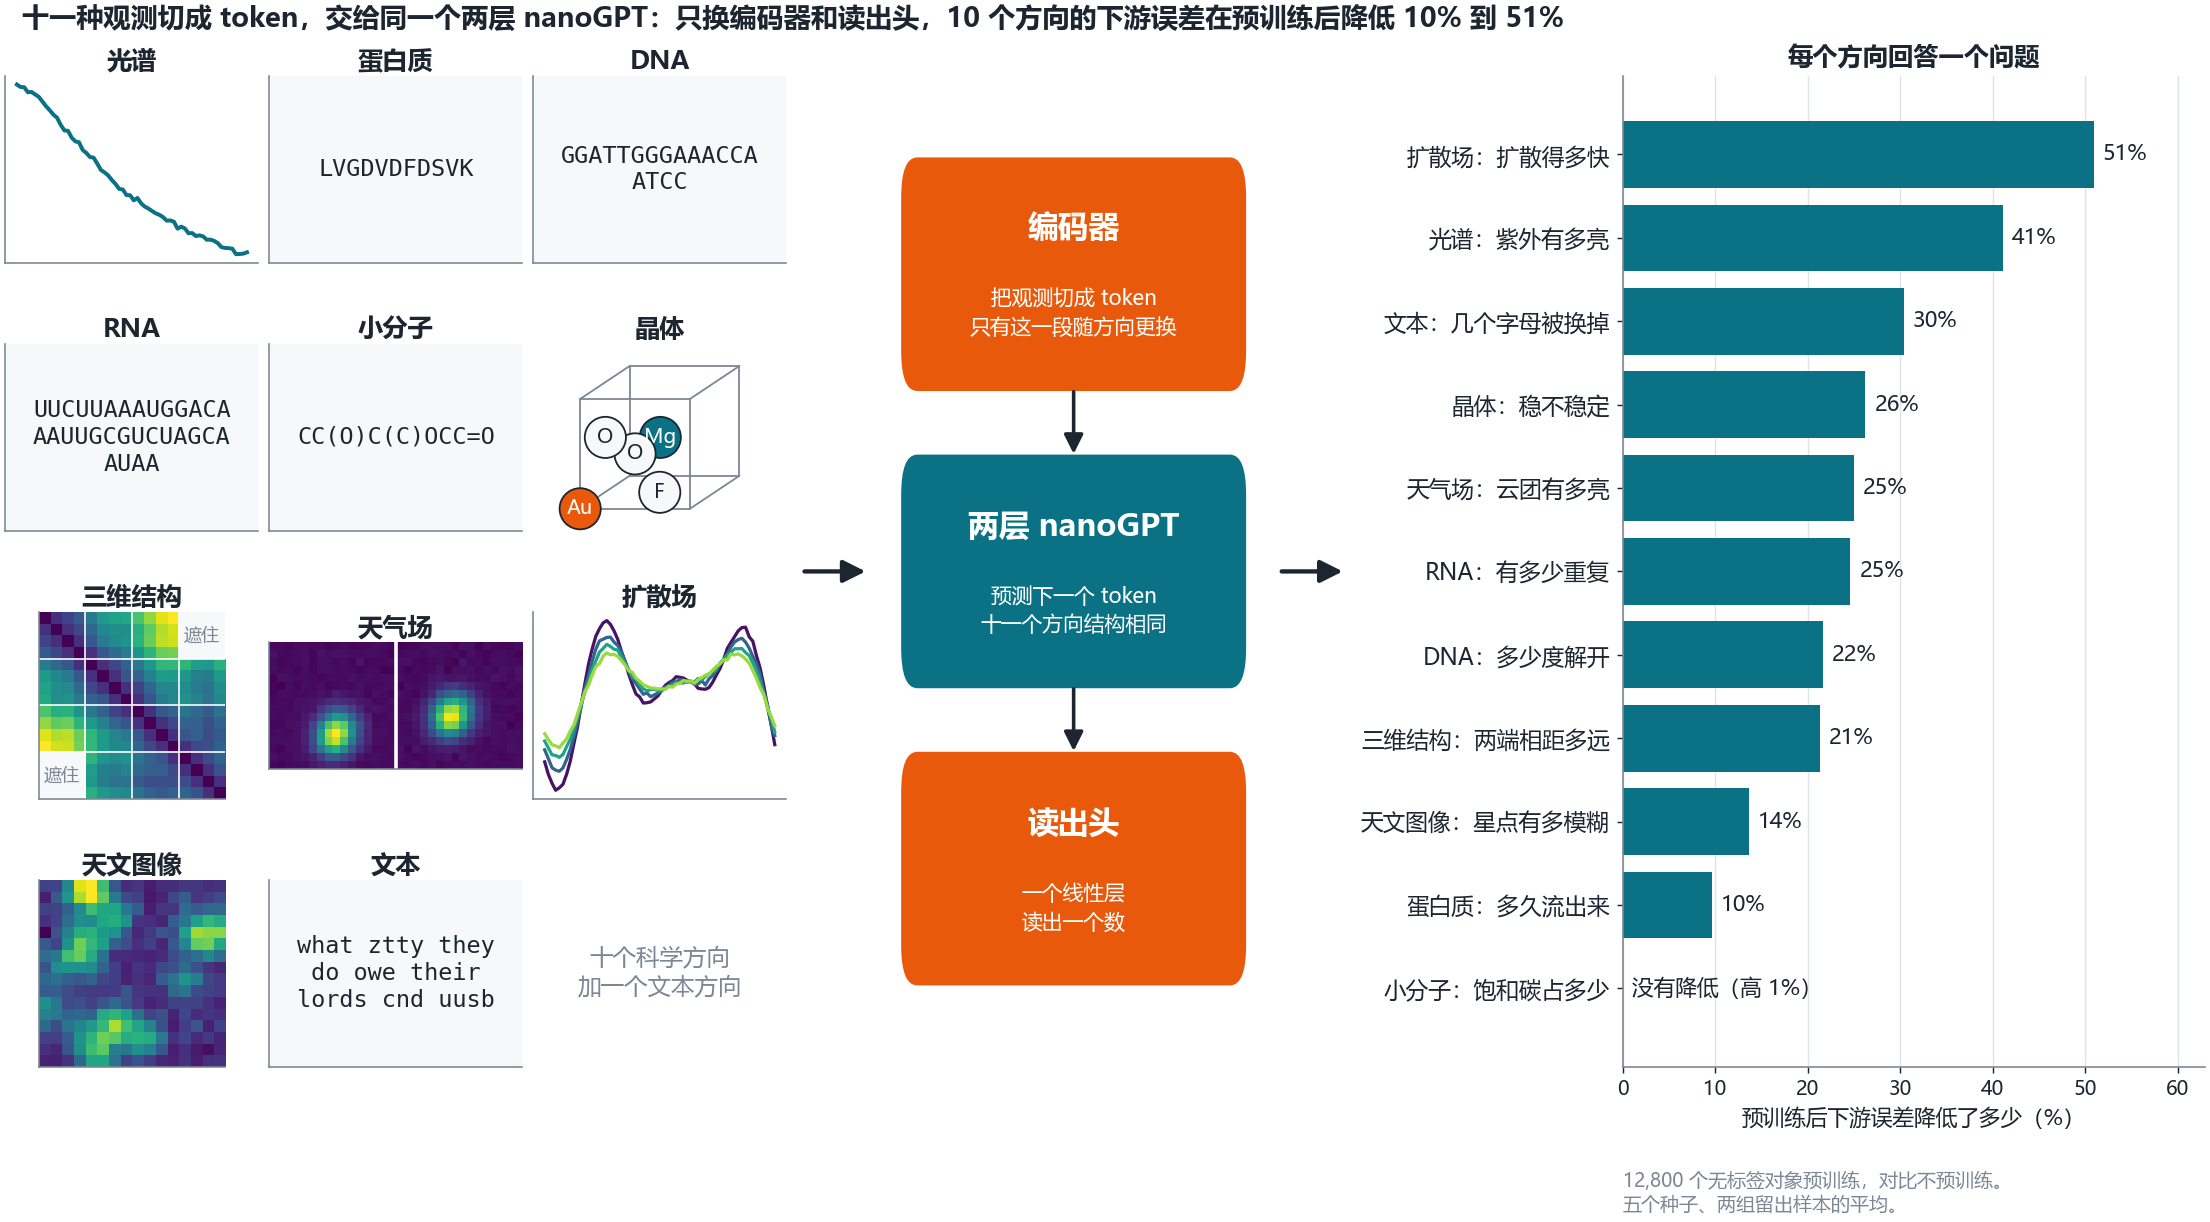 十一种观测切成 token，交给同一个两层 nanoGPT：只换编码器和读出头，10 个方向的下游误差在预训练后降低 10% 到 51%
光谱
蛋白质
LVGDVDFDSVK
DNA
GGATTGGGAAACCA
ATCC
RNA
UUCUUAAAUGGACA
AAUUGCGUCUAGCA
AUAA
小分子
CC(O)C(C)OCC=O
晶体
O
Mg
O
F
Au
三维结构
遮住
遮住
天气场
扩散场
天文图像
文本
what ztty they
do owe their
lords cnd uusb
十个科学方向
加一个文本方向
编码器
把观测切成 token
只有这一段随方向更换
两层 nanoGPT
预测下一个 token
十一个方向结构相同
读出头
一个线性层
读出一个数
每个方向回答一个问题
扩散场：扩散得多快 51%
光谱：紫外有多亮 41%
文本：几个字母被换掉 30%
晶体：稳不稳定 26%
天气场：云团有多亮 25%
RNA：有多少重复 25%
DNA：多少度解开 22%
三维结构：两端相距多远 21%
天文图像：星点有多模糊 14%
蛋白质：多久流出来 10%
小分子：饱和碳占多少 没有降低（高 1%）
0 10 20 30 40 50 60
预训练后下游误差降低了多少（%）
12,800 个无标签对象预训练，对比不预训练。
五个种子、两组留出样本的平均。